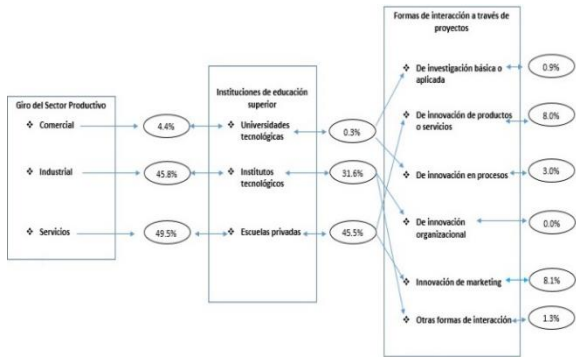 Formas de interacción a través de
proyectos
❖ De investigación básica o
aplicada
0.9%
Instituciones de educación
superior
Giro del Sector Productivo
❖ Comercial
4.4%
❖ Universidades
tecnológicas
0.3%
❖ De innovación de productos
o servicios
8.0%
❖ Industrial
45.8%
❖ Institutos
tecnológicos
31.6%
❖ De innovación en procesos
3.0%
❖ De innovación
organizacional
0.0%
❖ Servicios
49.5%
❖ Escuelas privadas
45.5%
❖ Innovación de marketing
8.1%
❖ Otras formas de interacción
1.3%